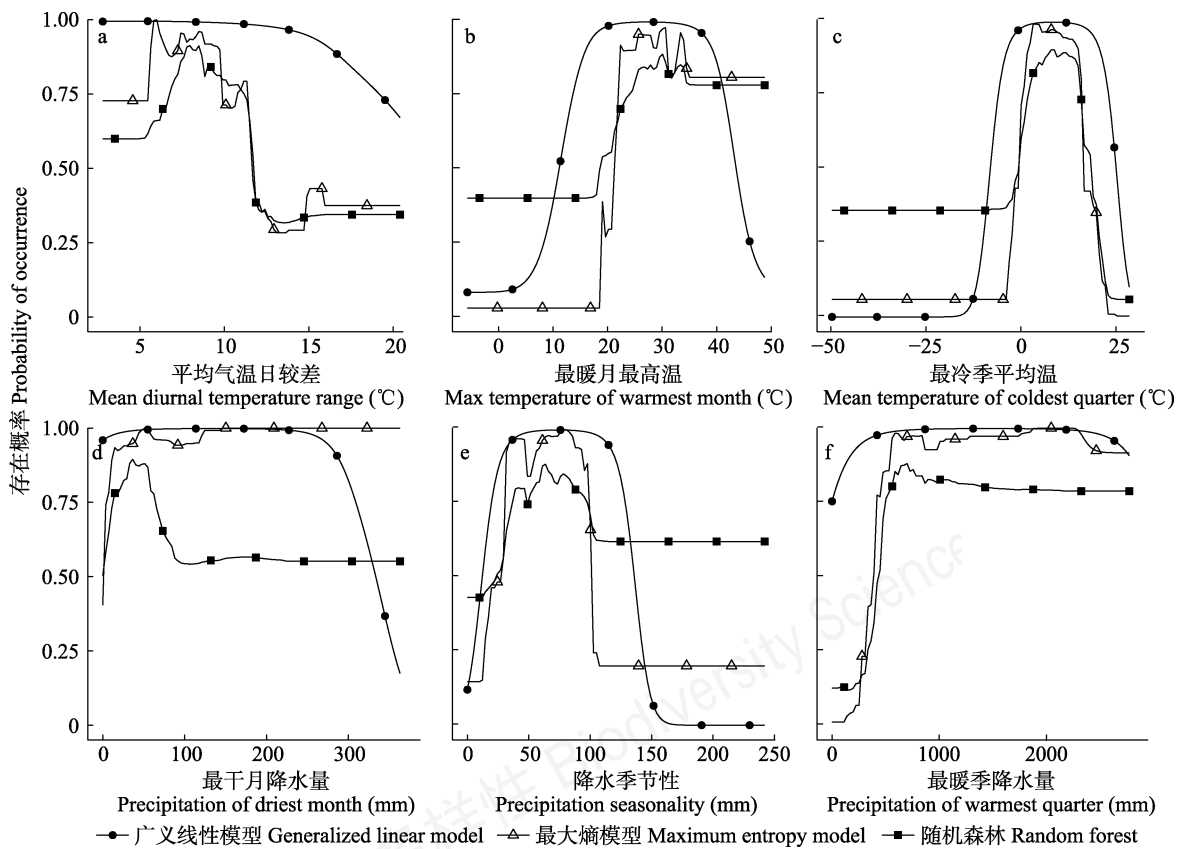 存在概率 Probability of occurrence
1.00
0.75
0.50
0.25
0
a
b
c
5 10 15 20
0 10 20 30 40 50
−50 −25 0 25
平均气温日较差
最暖月最高温
最冷季平均温
Mean diurnal temperature range (℃)
Max temperature of warmest month (℃)
Mean temperature of coldest quarter (℃)
1.00
0.75
0.50
0.25
0
d
e
f
0 100 200 300
0 50 100 150 200 250
0 1000 2000
最干月降水量
降水季节性
最暖季降水量
Precipitation of driest month (mm)
Precipitation seasonality (mm)
Precipitation of warmest quarter (mm)
广义线性模型 Generalized linear model
最大熵模型 Maximum entropy model
随机森林 Random forest
样性 Biodiversity Science